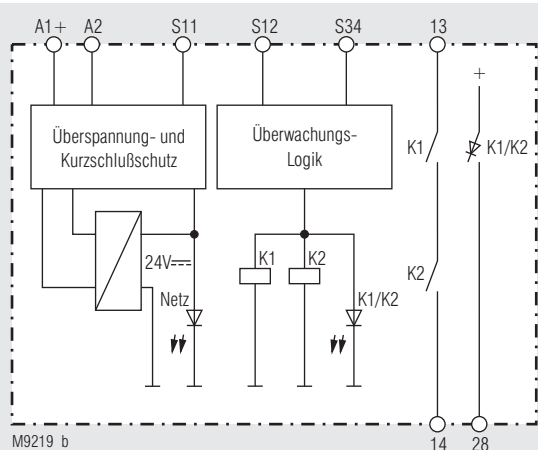 A1+ A2 S11 S12 S34 13
+
Überspannung- und
Kurzschlußschutz
Überwachungs-
Logik
K1 K1/K2
24V
K1 K2 K2
Netz K1/K2
M9219 b
14 28